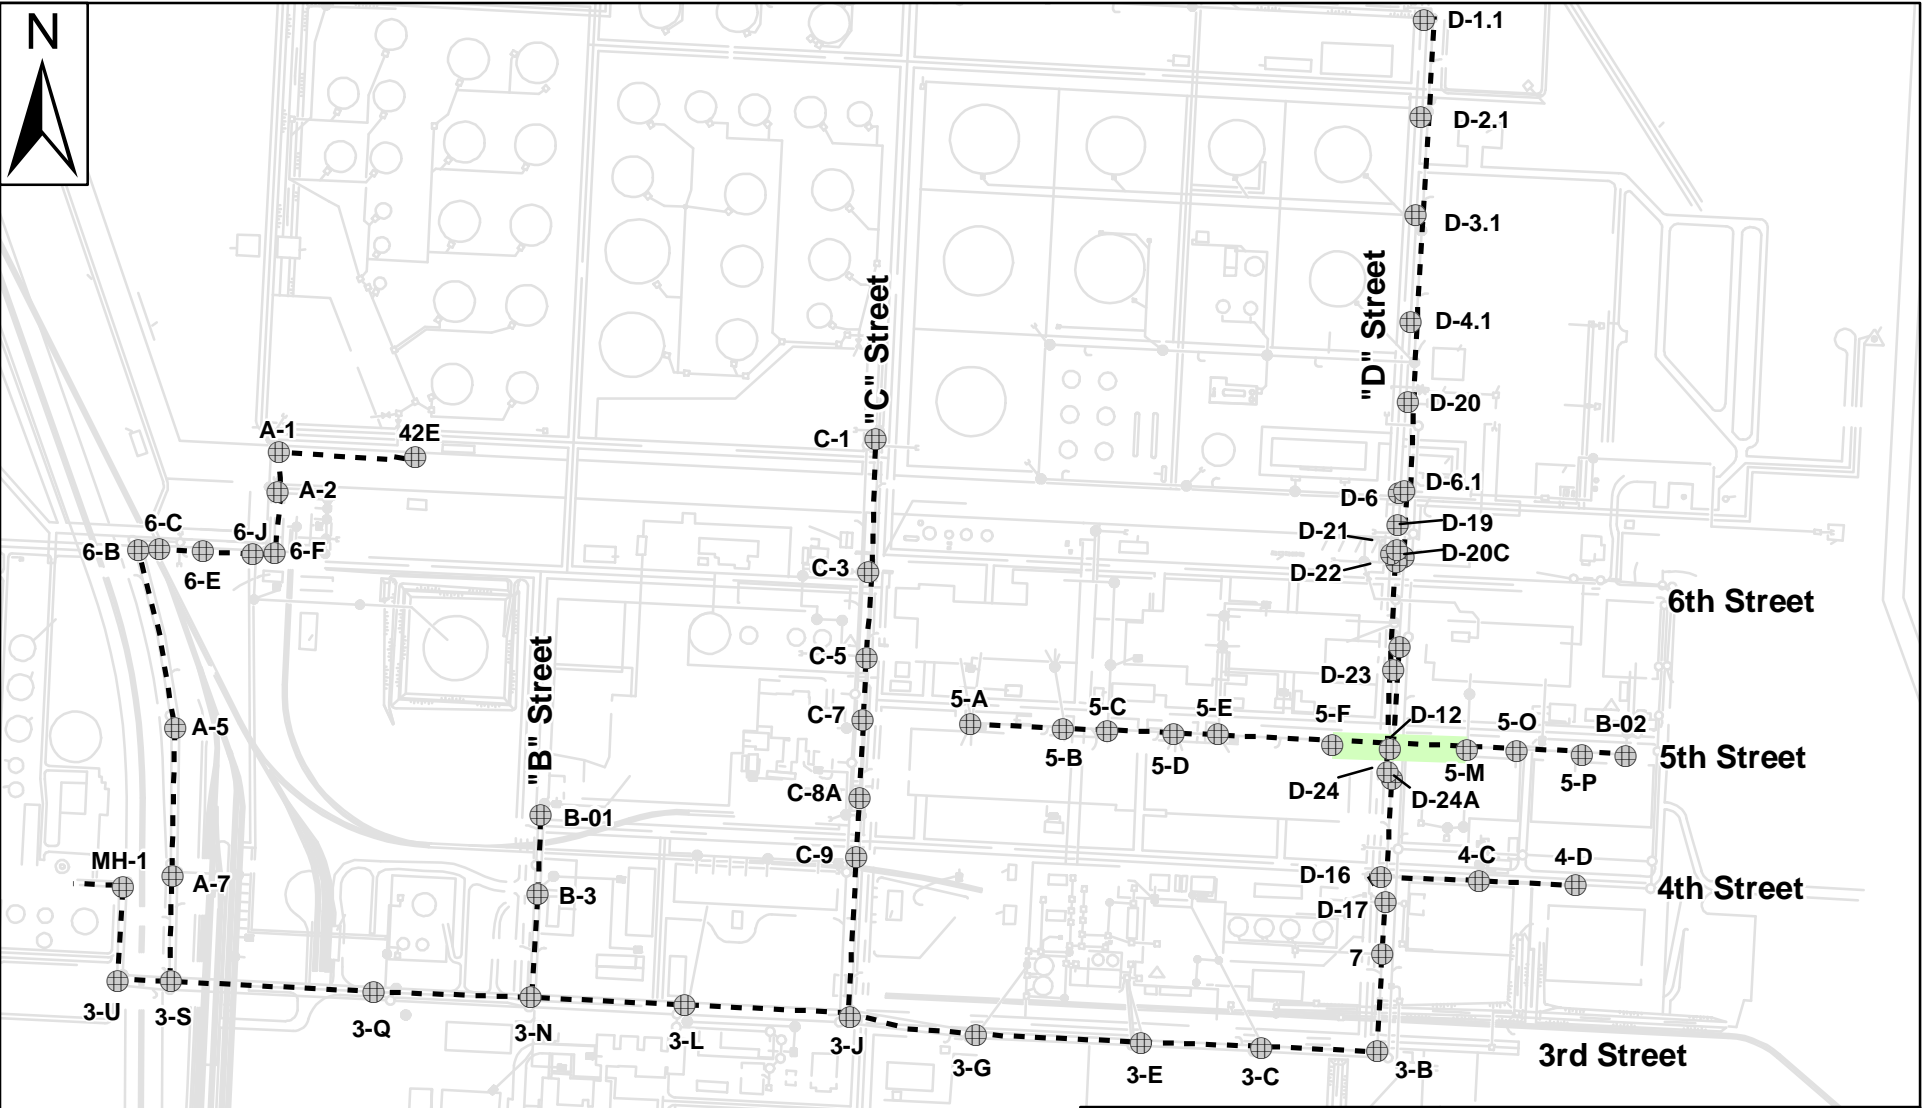 N
D-1.1
D-2.1
D-3.1
"D" Street
"C" Street
D-4.1
D-20
A-1
42E
C-1
A-2
D-6
D-6.1
6-C
6-J
6-B
6-F
6-E
D-19
D-21
D-20C
D-22
C-3
6th Street
"B" Street
C-5
D-23
5-A
5-C
5-E
5-F
D-12
5-O
B-02
A-5
C-7
5-B
5-D
5-M
5-P
5th Street
C-8A
D-24
D-24A
B-01
MH-1
A-7
C-9
4-C
4-D
D-16
4th Street
B-3
D-17
7
3-U
3-S
3-Q
3-N
3-L
3-J
3-G
3-E
3-C
3-B
3rd Street